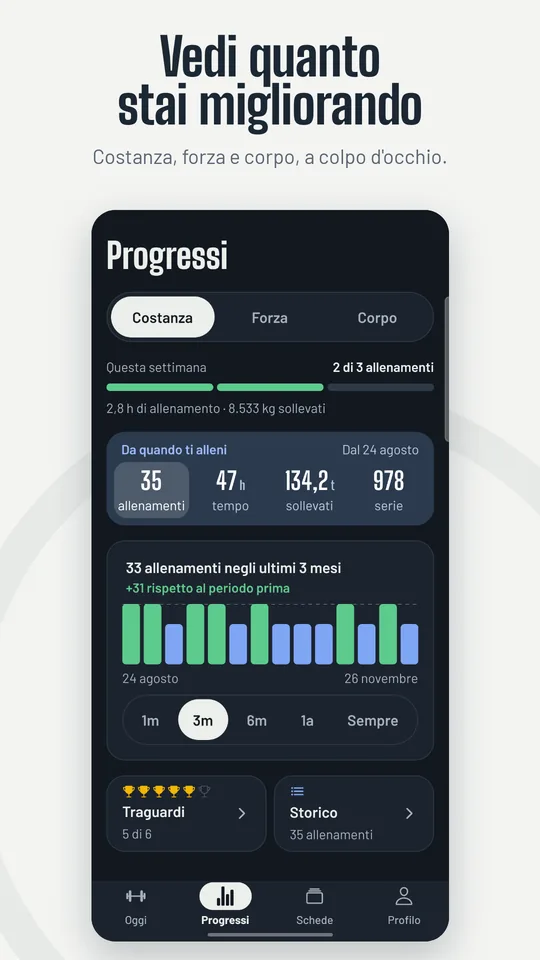 Vedi quanto
stai migliorando
Costanza, forza e corpo, a colpo d'occhio.
Progressi
Costanza Forza Corpo
Questa settimana 2 di 3 allenamenti
2,8 h di allenamento · 8.533 kg sollevati
Da quando ti alleni Dal 24 agosto
35 47 h 134,2 t 978
allenamenti tempo sollevati serie
33 allenamenti negli ultimi 3 mesi
+31 rispetto al periodo prima
24 agosto 26 novembre
1m 3m 6m 1a Sempre
Traguardi Storico
5 di 6 35 allenamenti
Oggi Progressi Schede Profilo